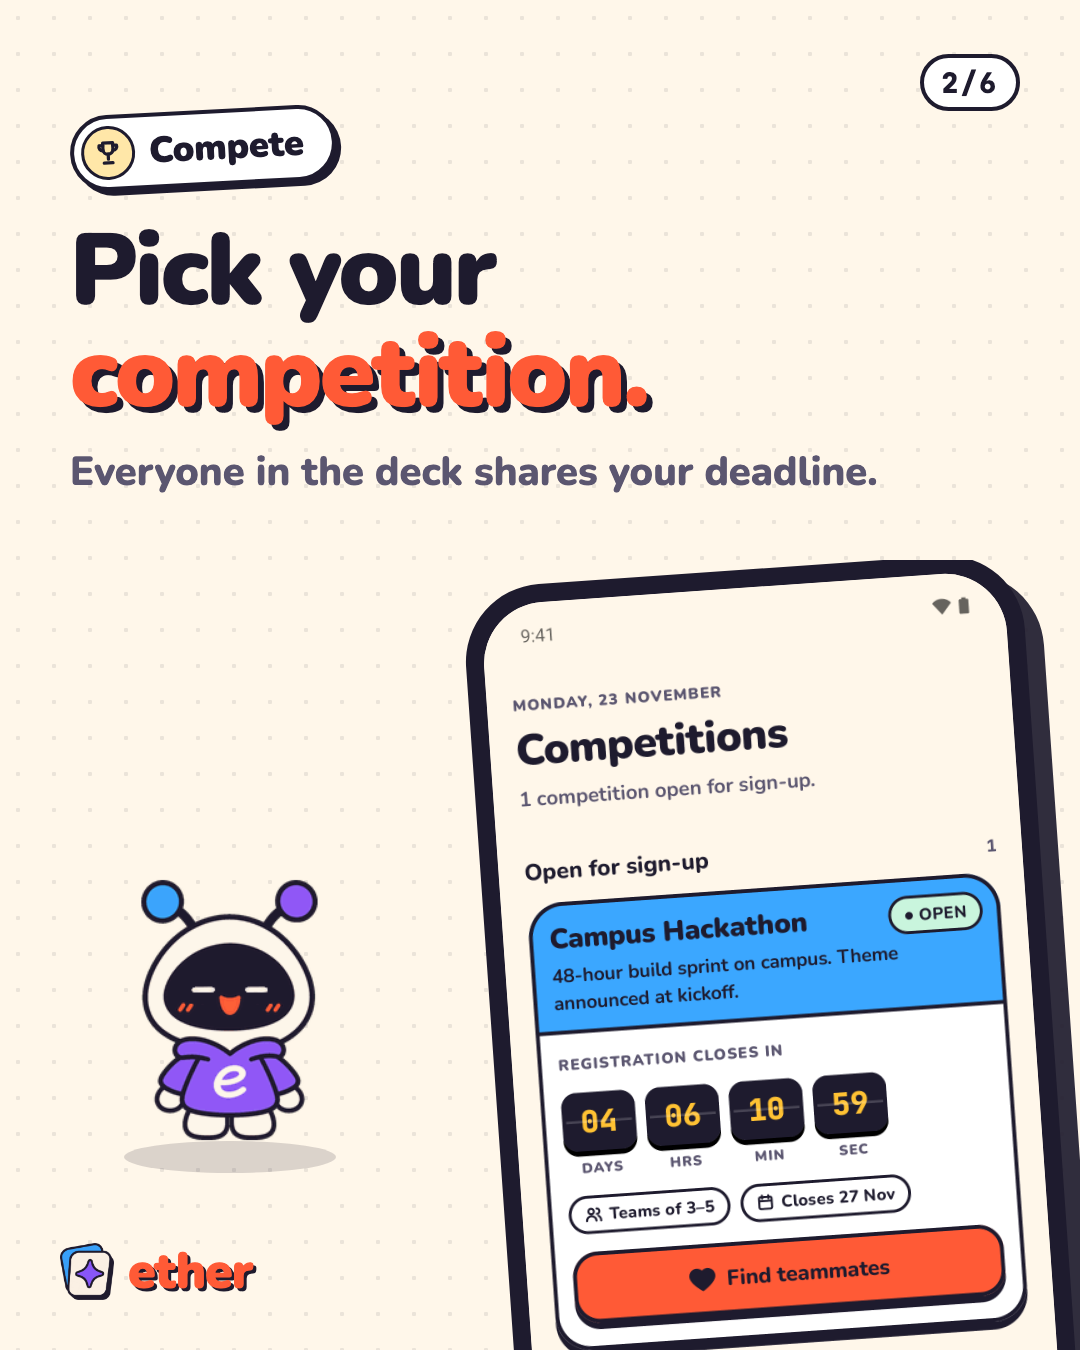 2/6
Compete
Pick your
competition.
Everyone in the deck shares your deadline.
9:41
MONDAY, 23 NOVEMBER
Competitions
1 competition open for sign-up.
Open for sign-up
1
Campus Hackathon
• OPEN
48-hour build sprint on campus. Theme
announced at kickoff.
REGISTRATION CLOSES IN
04 06 10 59
DAYS HRS MIN SEC
Teams of 3–5
Closes 27 Nov
Find teammates
e
ether